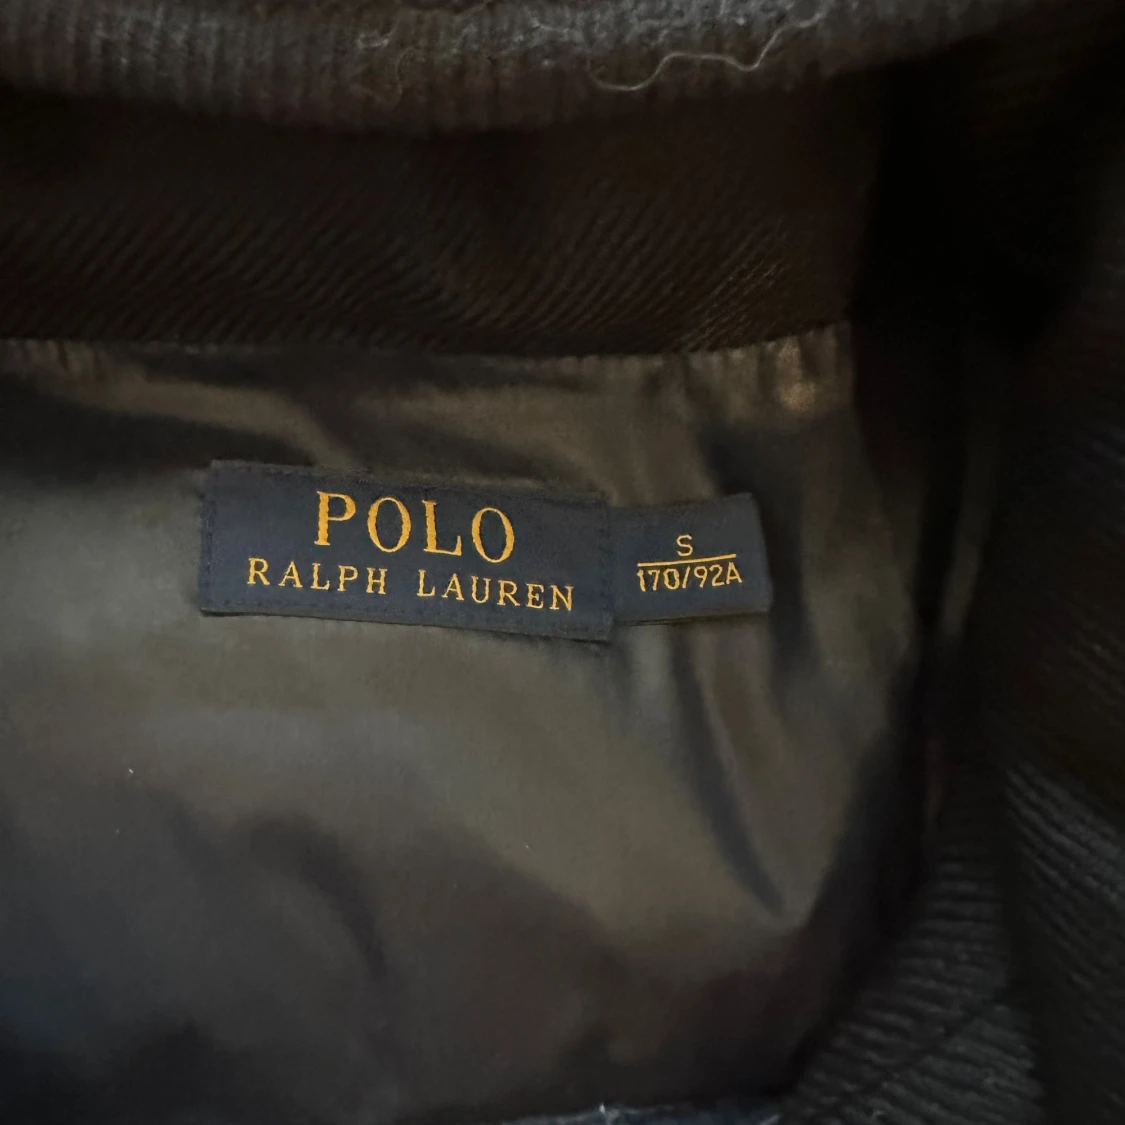 POLO
RALPH LAUREN
S
170/92A